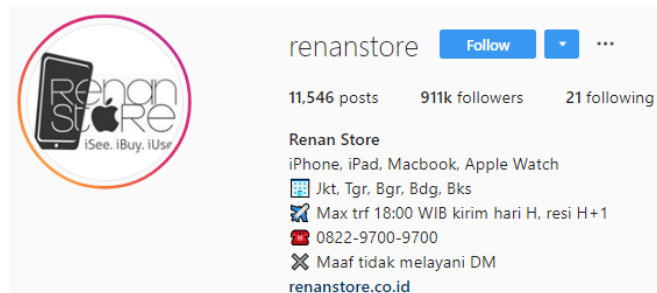 Renan
Store
iSee. iBuy. iUse
renanstore Follow
11,546 posts 911k followers 21 following
Renan Store
iPhone, iPad, Macbook, Apple Watch
Jkt, Tgr, Bgr, Bdg, Bks
Max trf 18:00 WIB kirim hari H, resi H+1
0822-9700-9700
Maaf tidak melayani DM
renanstore.co.id